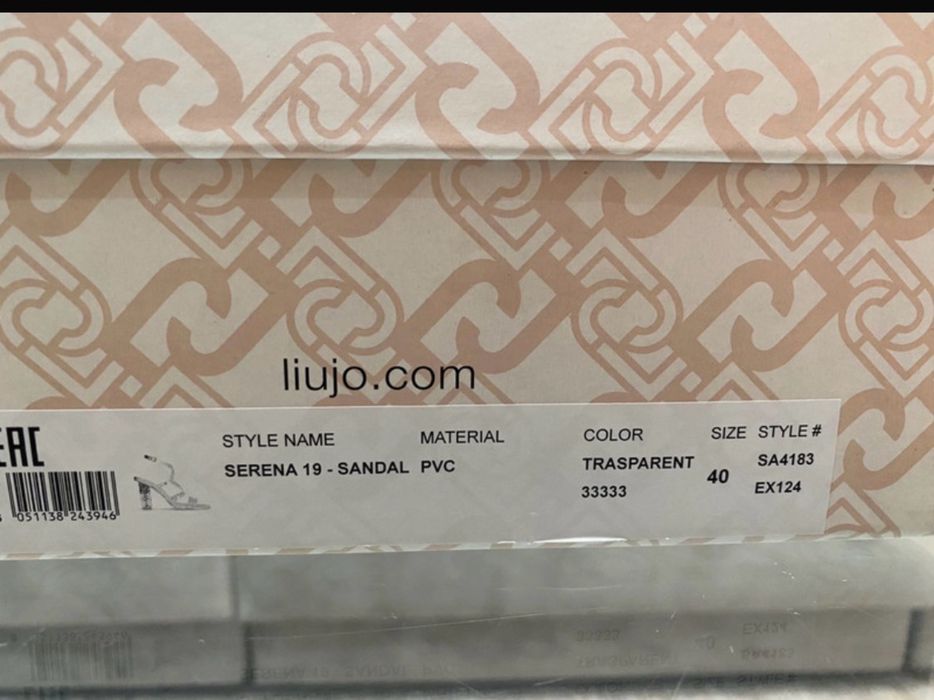 liujo.com
EAC
STYLE NAME MATERIAL COLOR SIZE STYLE #
SERENA 19 - SANDAL PVC TRASPARENT 40 SA4183
33333 EX124
051138 243946